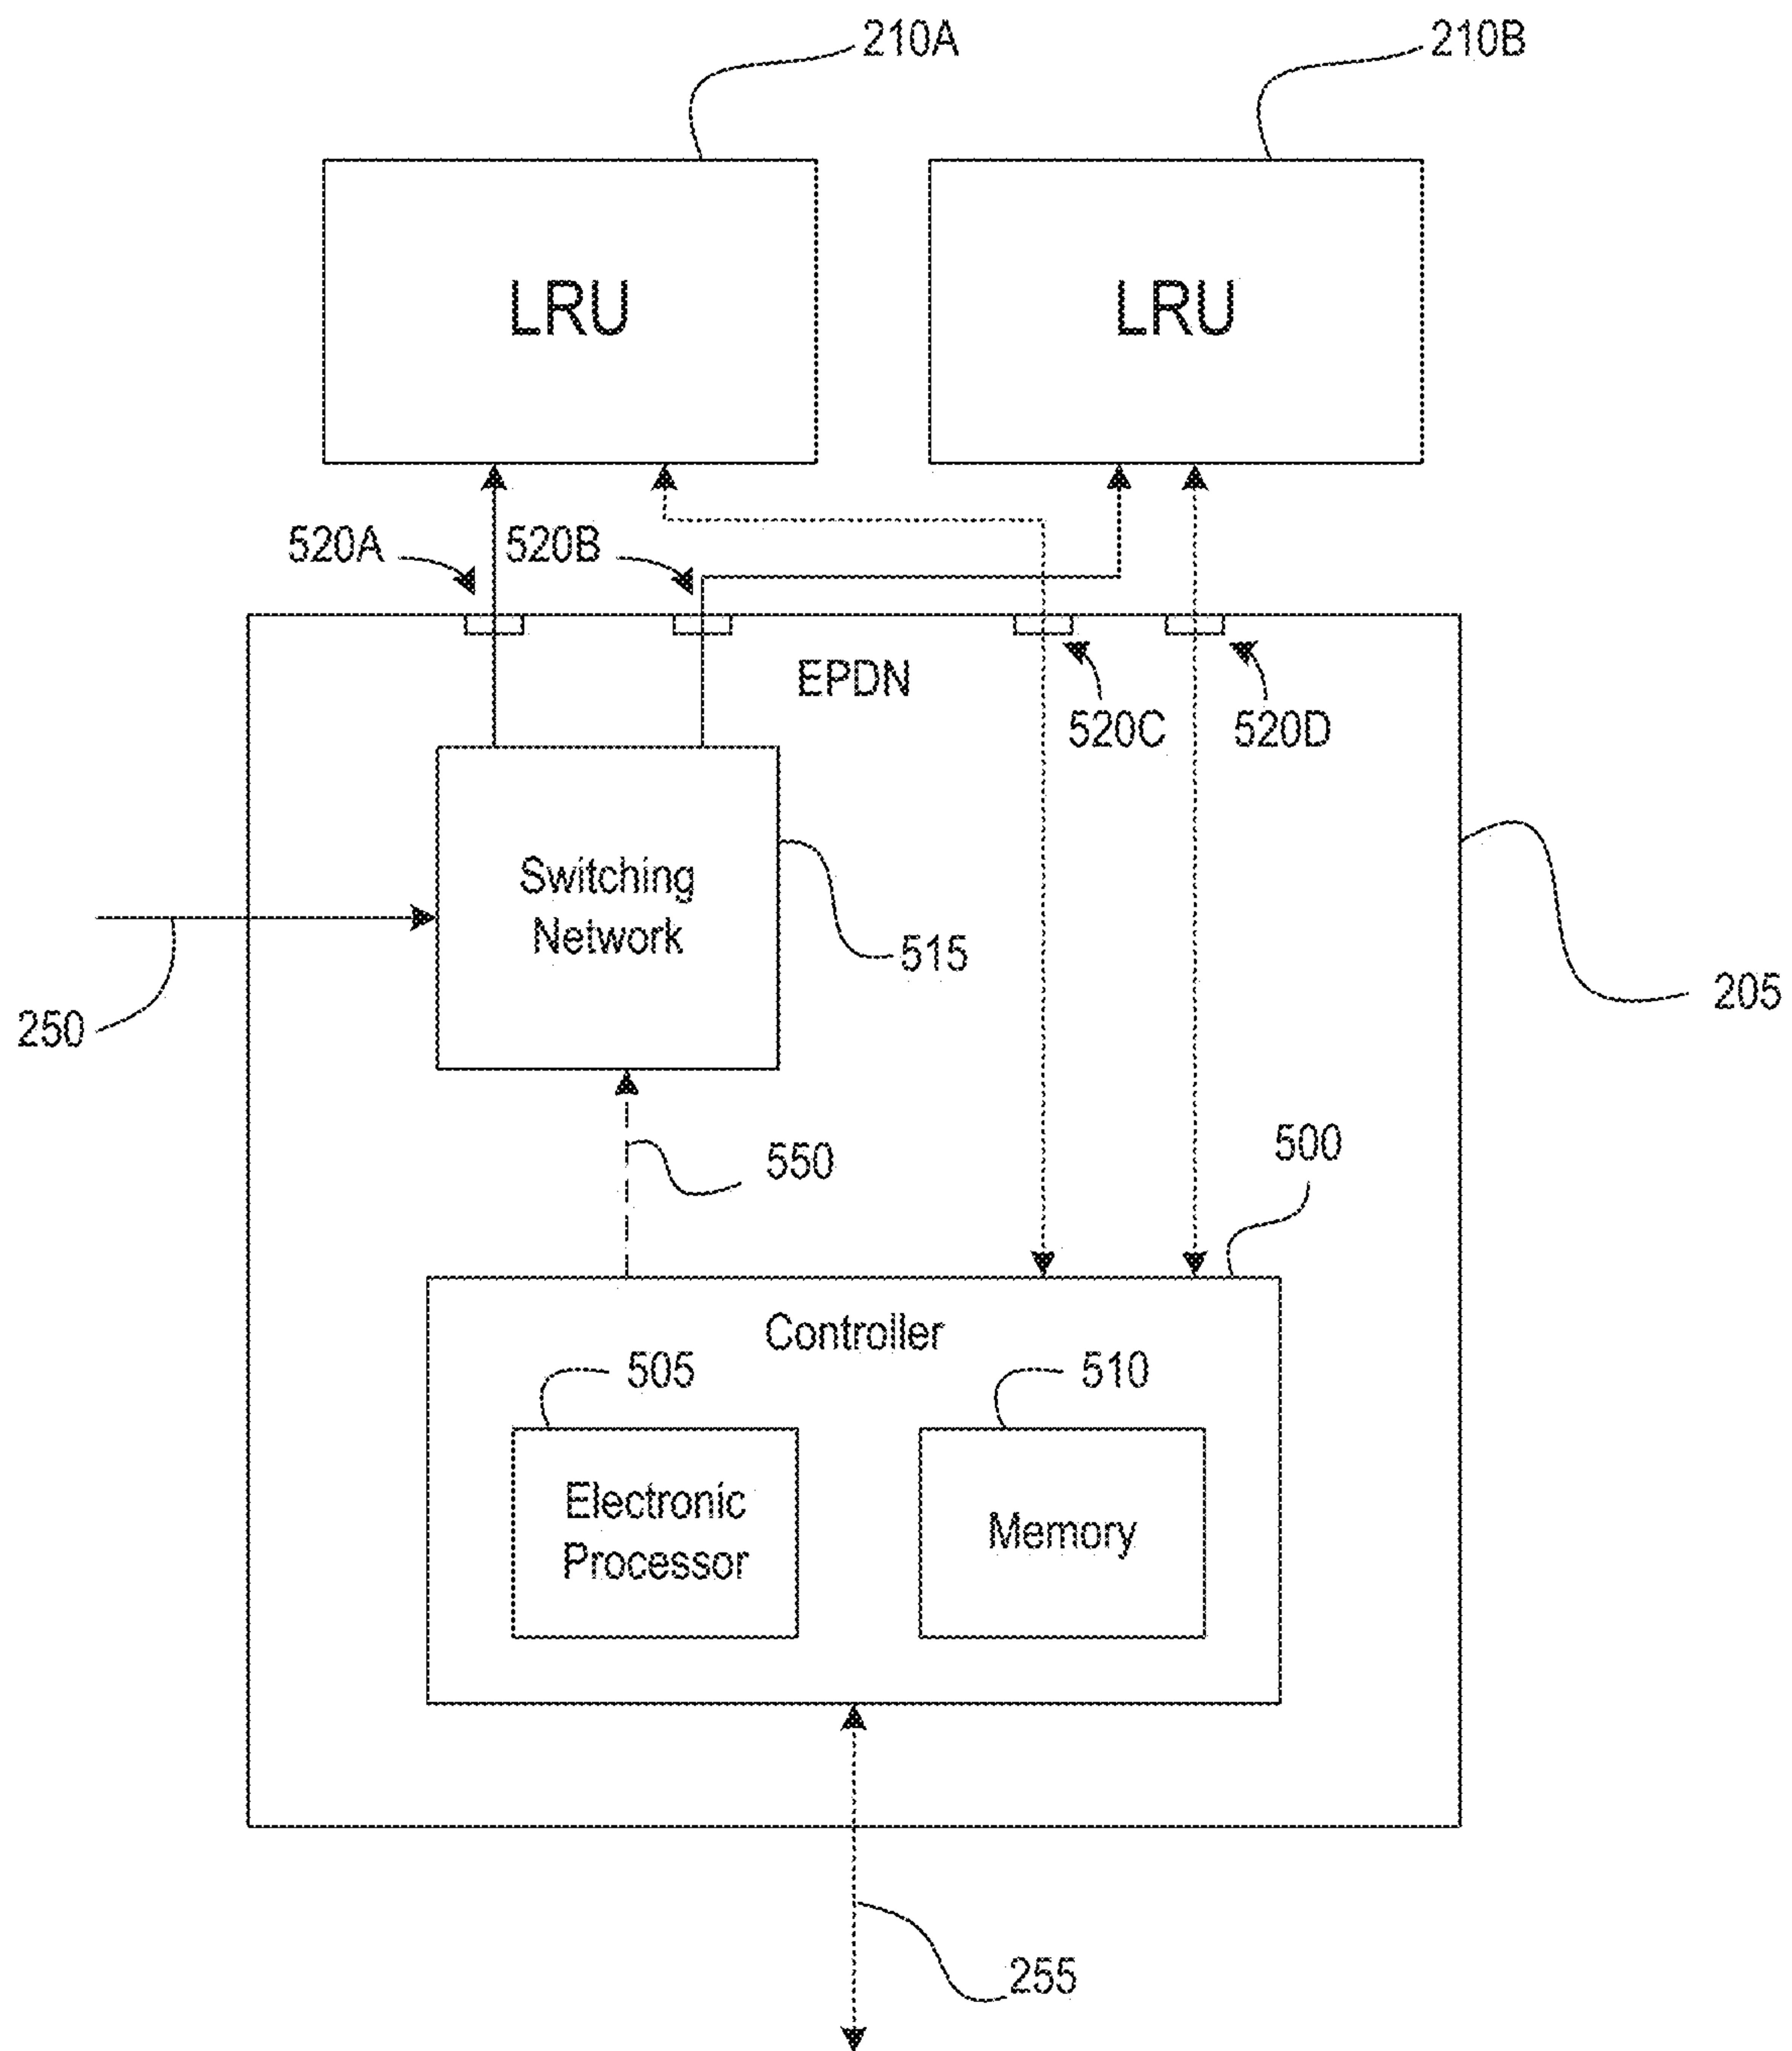 210A
210B
LRU
LRU
520A
520B
EPDN
520C
520D
Switching
Network
515
205
250
550
500
Controller
505
510
Electronic
Processor
Memory
255